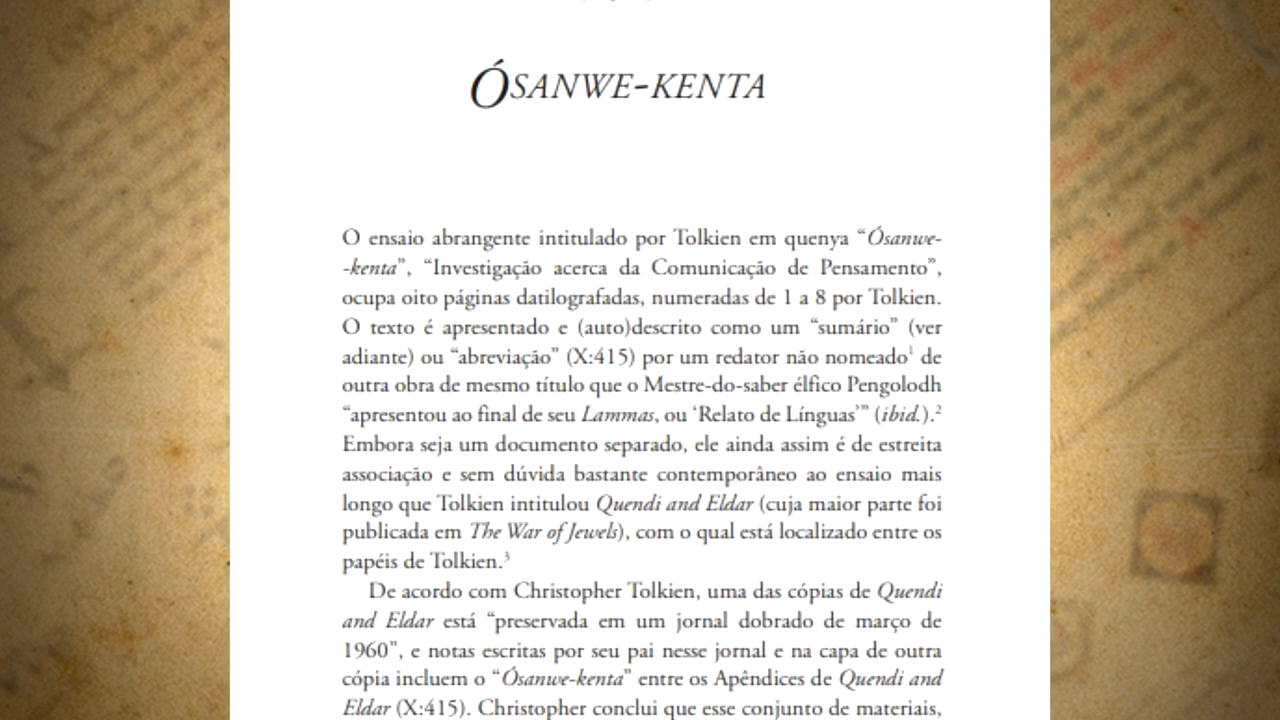 ÓSANWE-KENTA
O ensaio abrangente intitulado por Tolkien em quenya “Ósanwe-
-kenta”, “Investigação acerca da Comunicação de Pensamento”,
ocupa oito páginas datilografadas, numeradas de 1 a 8 por Tolkien.
O texto é apresentado e (auto)descrito como um “sumário” (ver
adiante) ou “abreviação” (X:415) por um redator não nomeado¹ de
outra obra de mesmo título que o Mestre-do-saber élfico Pengolodh
“apresentou ao final de seu Lammas, ou ‘Relato de Línguas’” (ibid.).²
Embora seja um documento separado, ele ainda assim é de estreita
associação e sem dúvida bastante contemporâneo ao ensaio mais
longo que Tolkien intitulou Quendi and Eldar (cuja maior parte foi
publicada em The War of Jewels), com o qual está localizado entre os
papéis de Tolkien.³
De acordo com Christopher Tolkien, uma das cópias de Quendi
and Eldar está “preservada em um jornal dobrado de março de
1960”, e notas escritas por seu pai nesse jornal e na capa de outra
cópia incluem o “Ósanwe-kenta” entre os Apêndices de Quendi and
Eldar (X:415). Christopher conclui que esse conjunto de materiais,